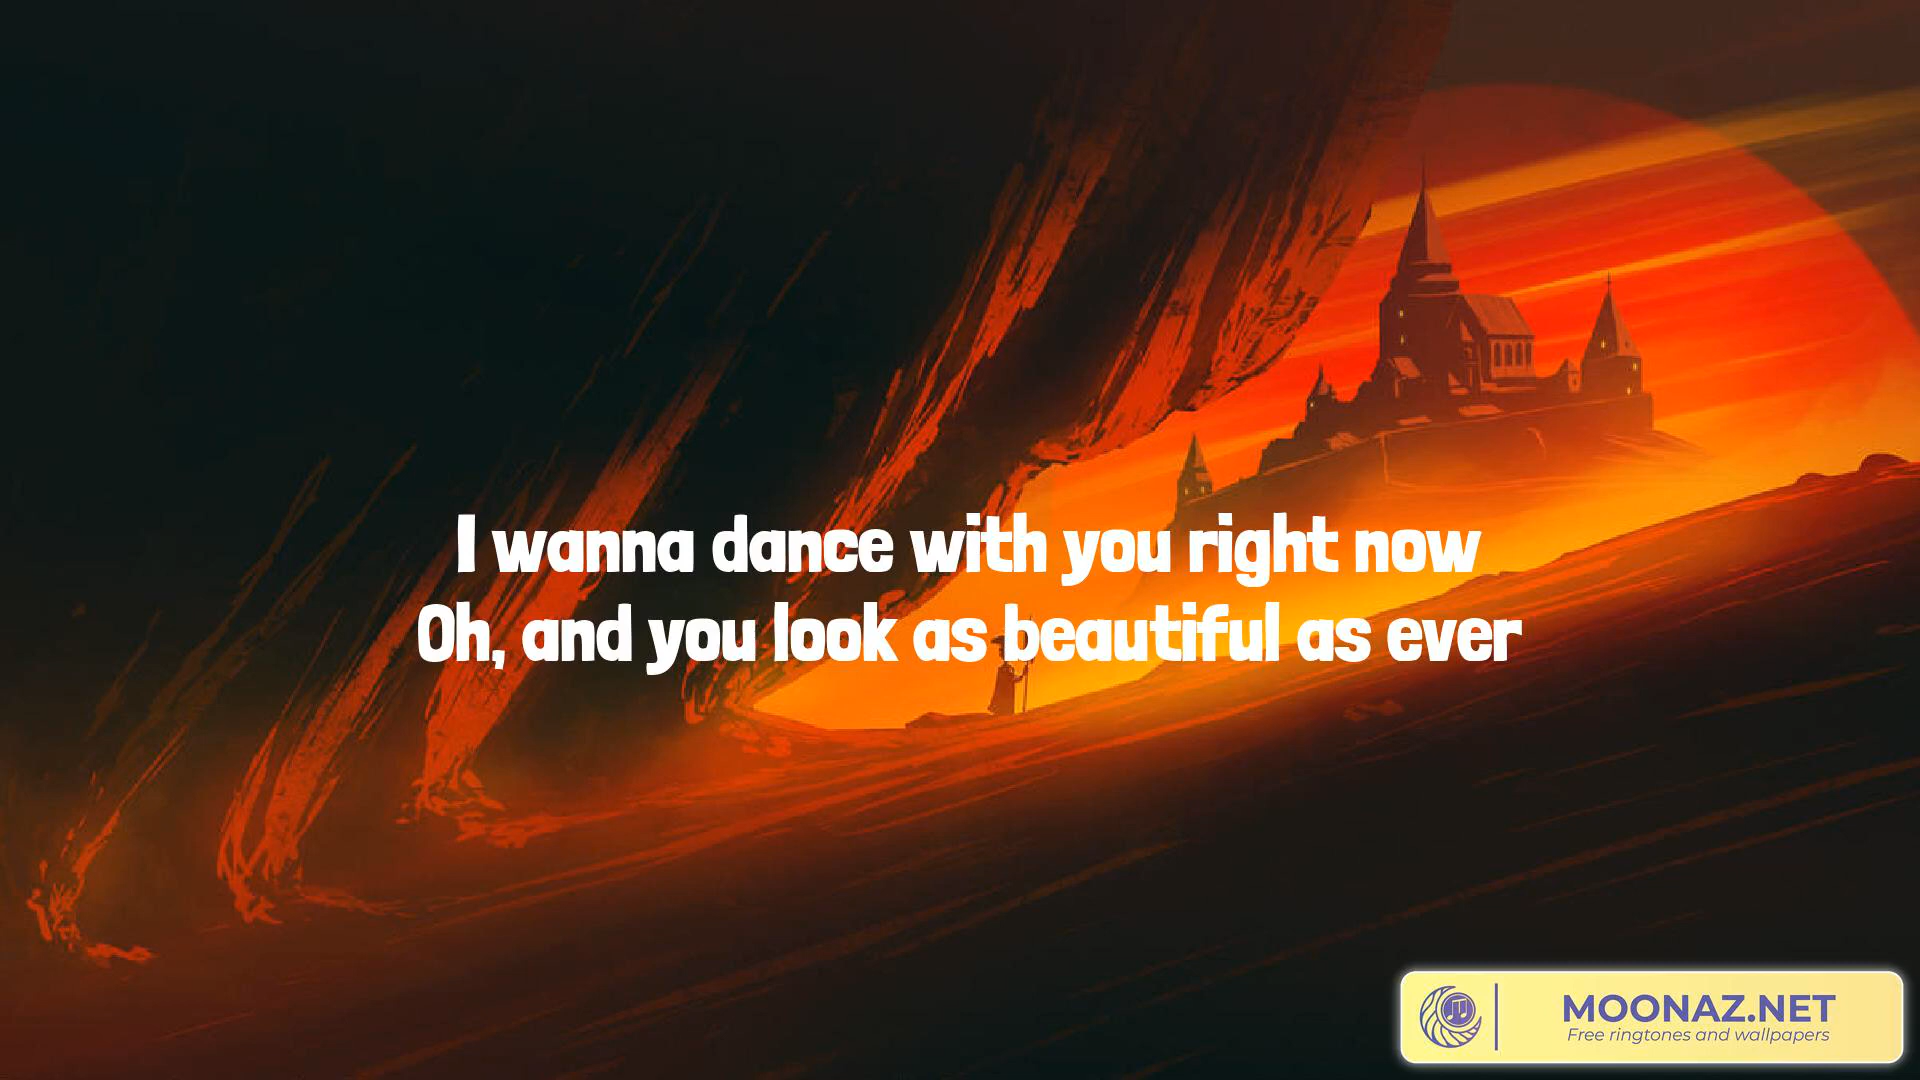 I wanna dance with you right now
Oh, and you look as beautiful as ever
MOONAZ.NET
Free ringtones and wallpapers